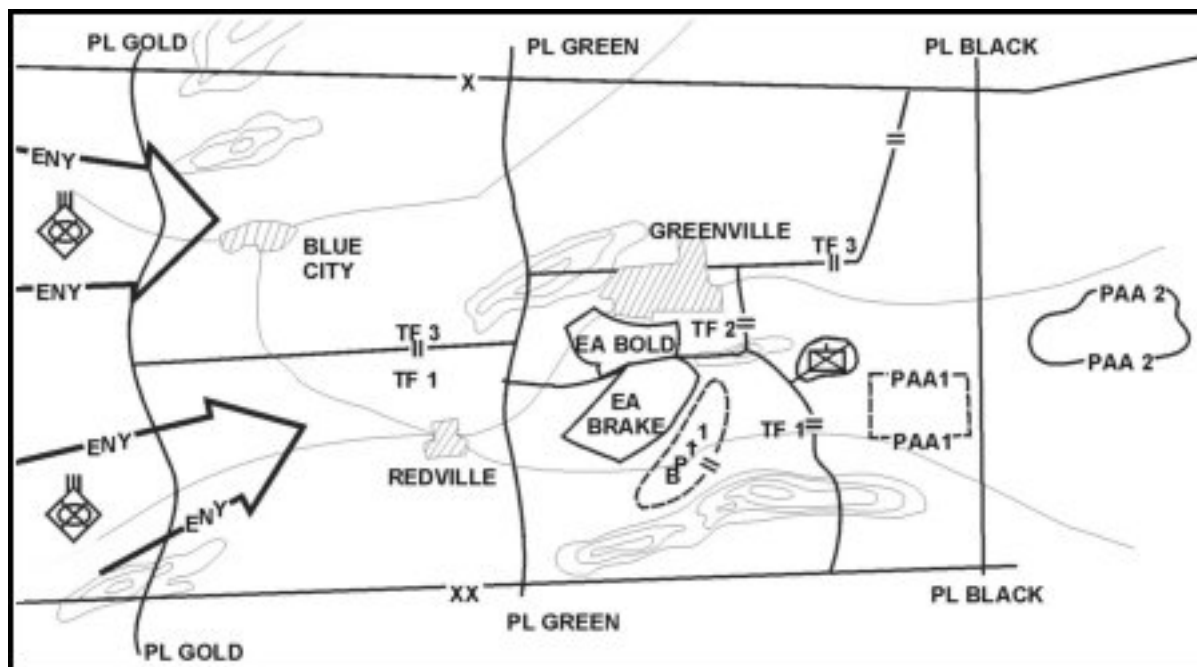 PL GOLD
PL GREEN
PL BLACK
X
ENY
ENY
BLUE
CITY
GREENVILLE
TF 3
PAA 2
PAA 2
TF 3
TF 1
EA BOLD
TF 2
EA
BRAKE
PAA1
PAA1
ENY
REDVILLE
BP 1
TF 1
ENY
XX
PL GREEN
PL BLACK
PL GOLD